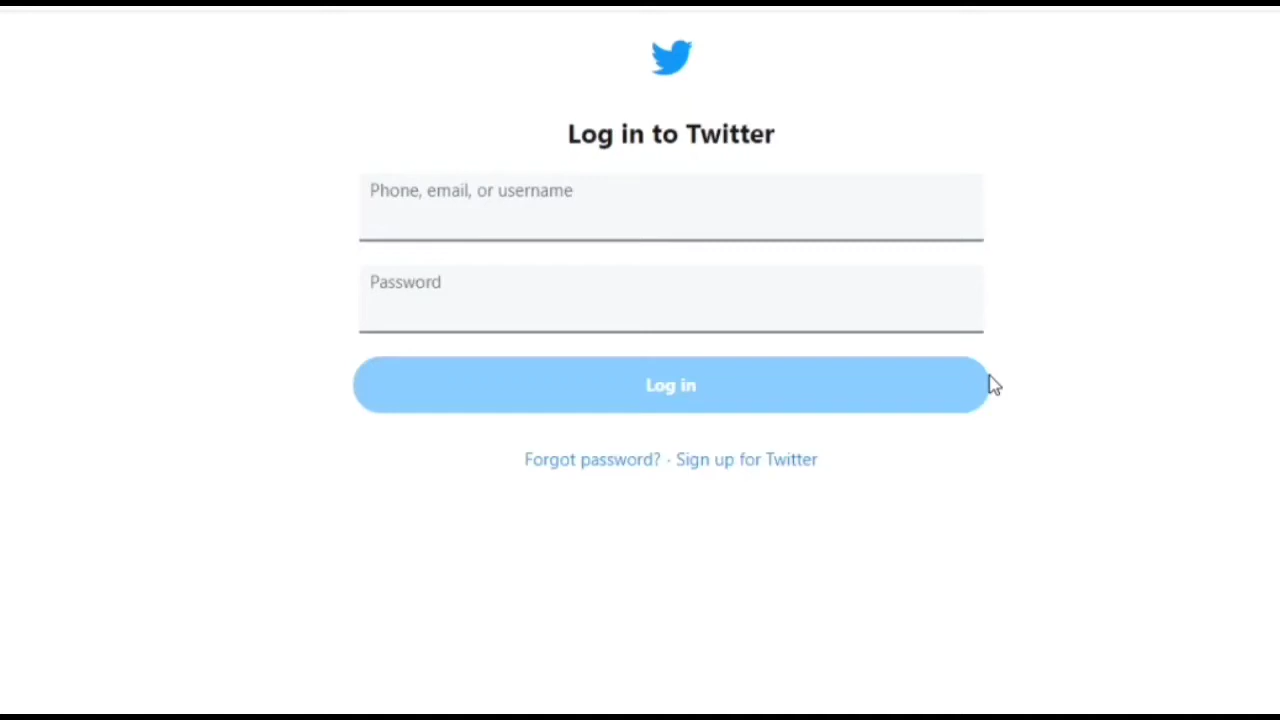 Log in to Twitter
Phone, email, or username
Password
Log in
Forgot password? · Sign up for Twitter